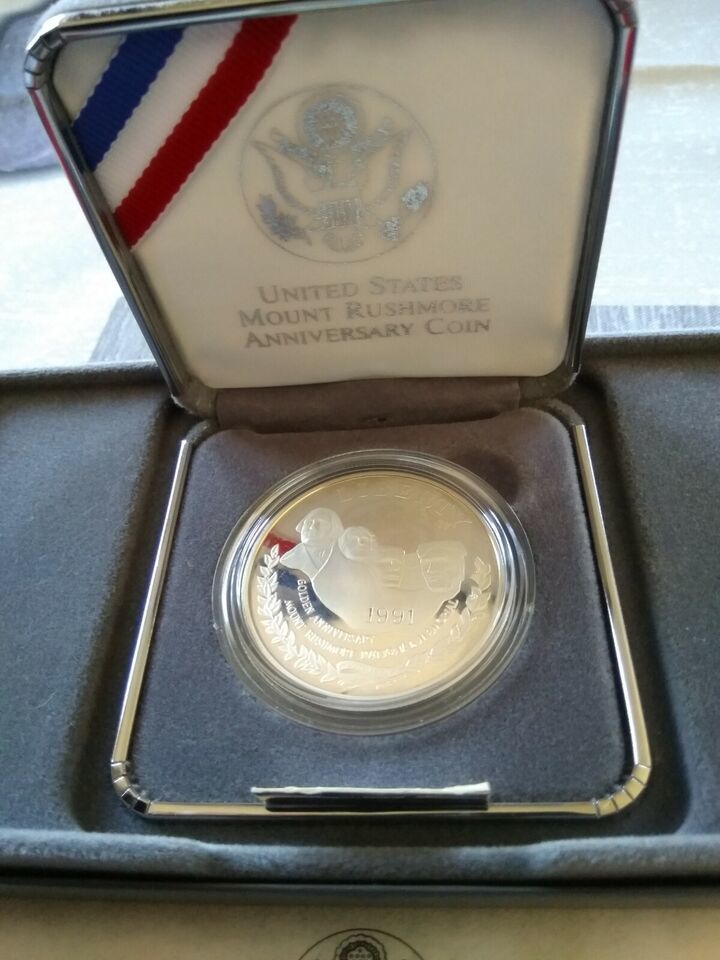 UNITED STATES
MOUNT RUSHMORE
ANNIVERSARY COIN
LIBERTY
1991
GOLDEN ANNIVERSARY
MOUNT RUSHMORE NATIONAL MEMORIAL